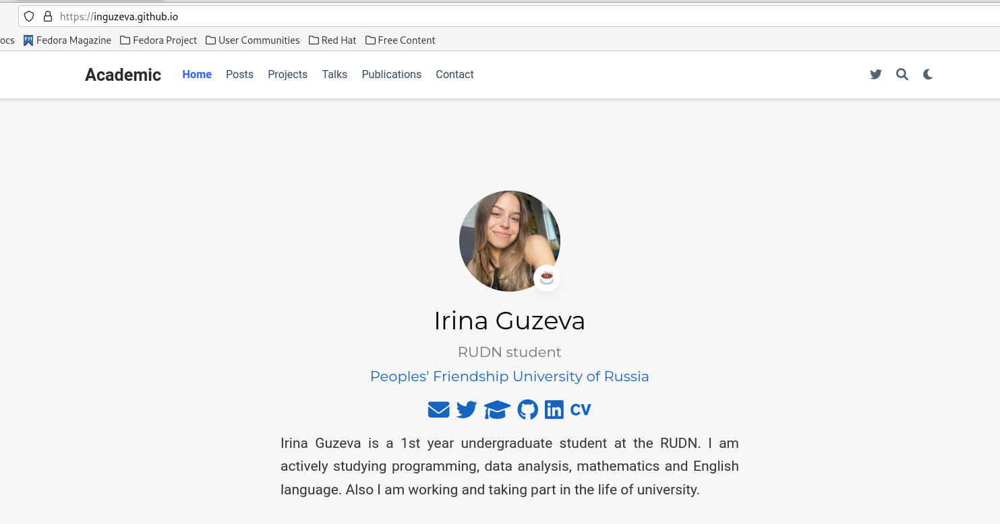 https://inguzeva.github.io
ocs Fedora Magazine Fedora Project User Communities Red Hat Free Content
Academic Home Posts Projects Talks Publications Contact
Irina Guzeva
RUDN student
Peoples' Friendship University of Russia
CV
Irina Guzeva is a 1st year undergraduate student at the RUDN. I am
actively studying programming, data analysis, mathematics and English
language. Also I am working and taking part in the life of university.